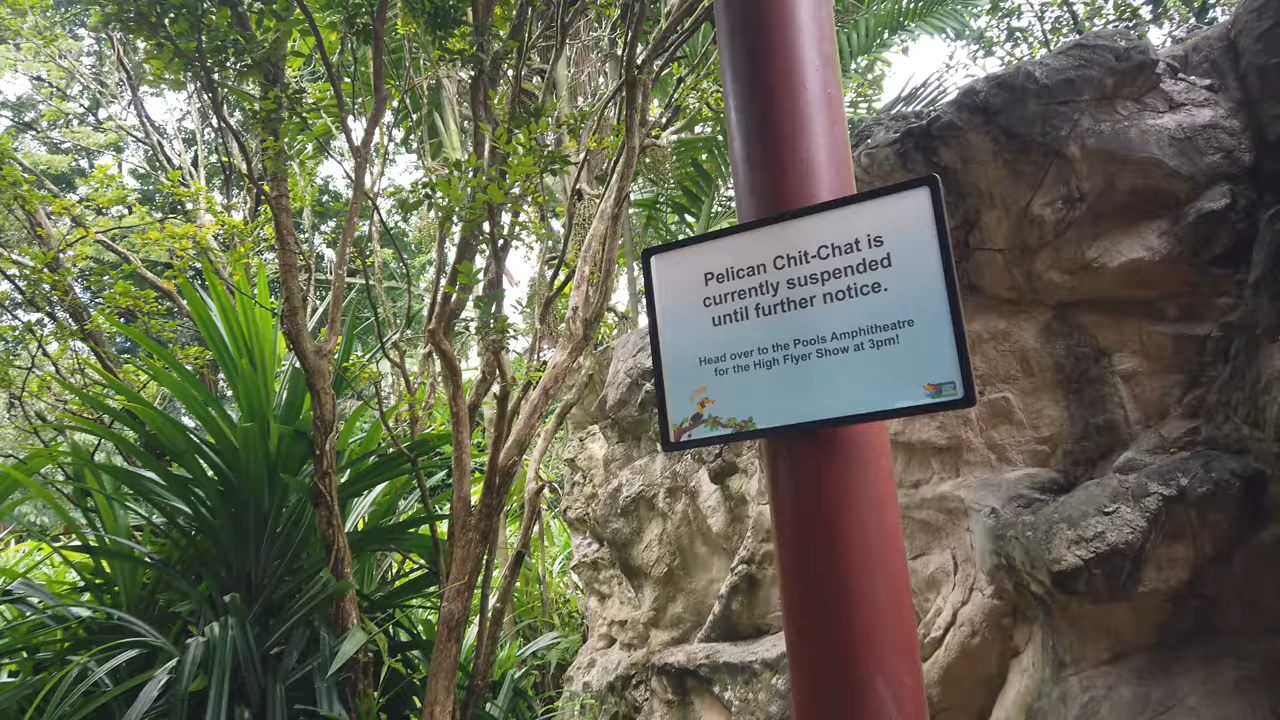 Pelican Chit-Chat is
currently suspended
until further notice.
Head over to the Pools Amphitheatre
for the High Flyer Show at 3pm!